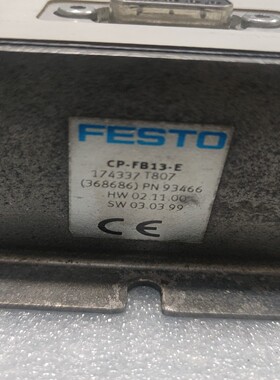 FESTO
CP-FB13-E
174337 T807
(368686) PN 93466
HW 02.11.00
SW 03.03.99
CE